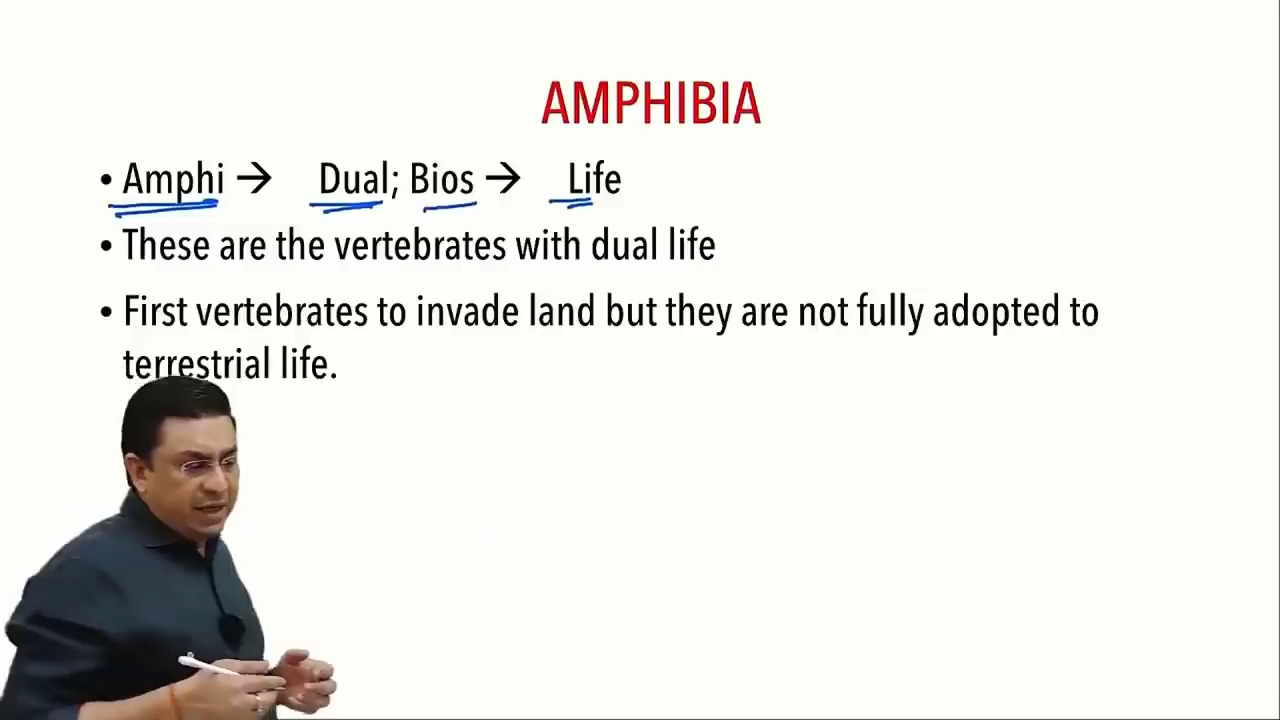 AMPHIBIA
• Amphi → Dual; Bios → Life
• These are the vertebrates with dual life
• First vertebrates to invade land but they are not fully adopted to
terrestrial life.